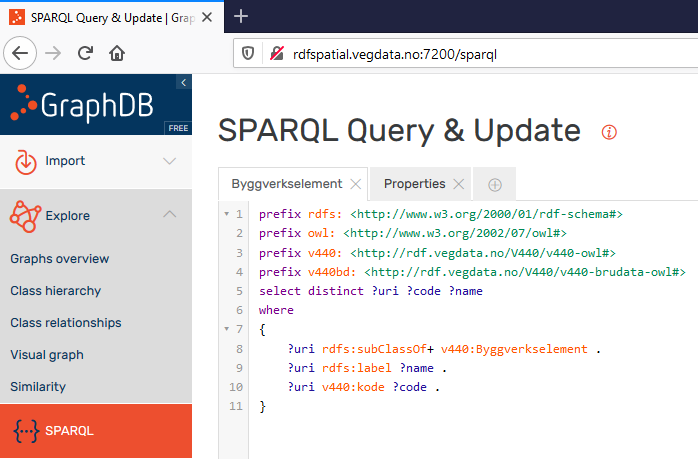 SPARQL Query & Update | Grap
rdfspatial.vegdata.no:7200/sparql
GraphDB
FREE
Import
Explore
Graphs overview
Class hierarchy
Class relationships
Visual graph
Similarity
SPARQL
SPARQL Query & Update
Byggverkselement
Properties
1 prefix rdfs: <http://www.w3.org/2000/01/rdf-schema#>
2 prefix owl: <http://www.w3.org/2002/07/owl#>
3 prefix v440: <http://rdf.vegdata.no/V440/v440-owl#>
4 prefix v440bd: <http://rdf.vegdata.no/V440/v440-brudata-owl#>
5 select distinct ?uri ?code ?name
6 where
7 {
8 ?uri rdfs:subClassOf+ v440:Byggverkselement .
9 ?uri rdfs:label ?name .
10 ?uri v440:kode ?code .
11 }